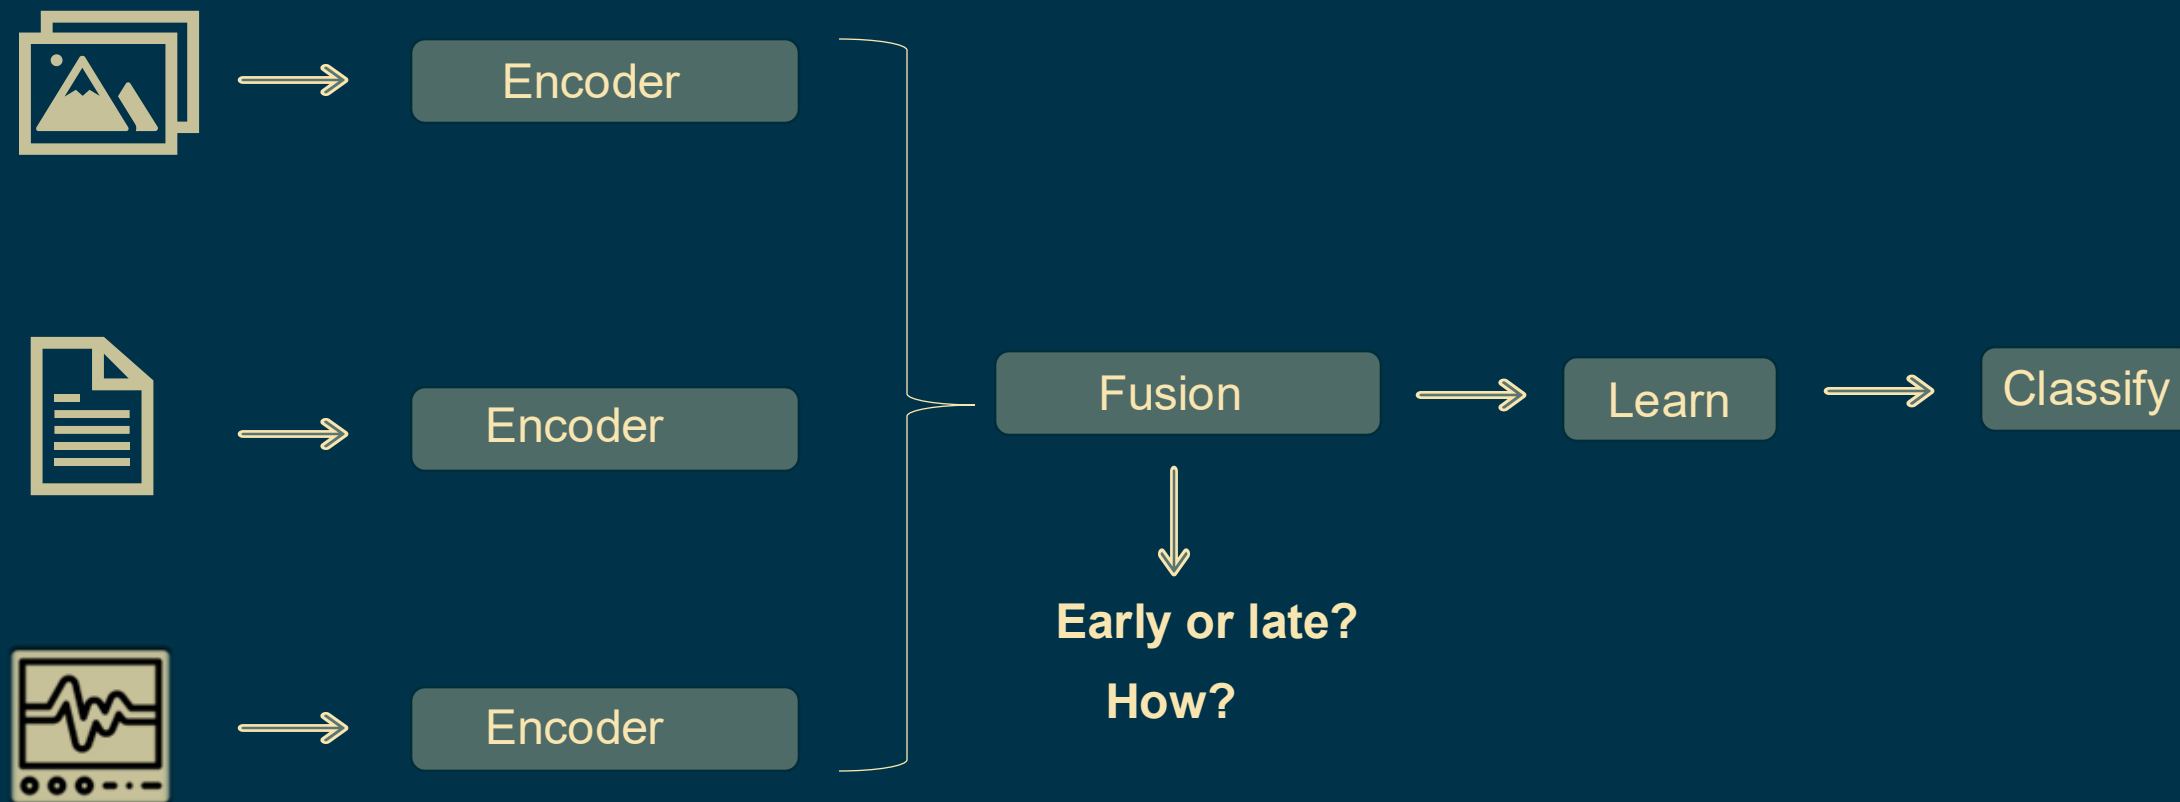 Encoder
Encoder
Encoder
Fusion
Learn
Classify
Early or late?
How?